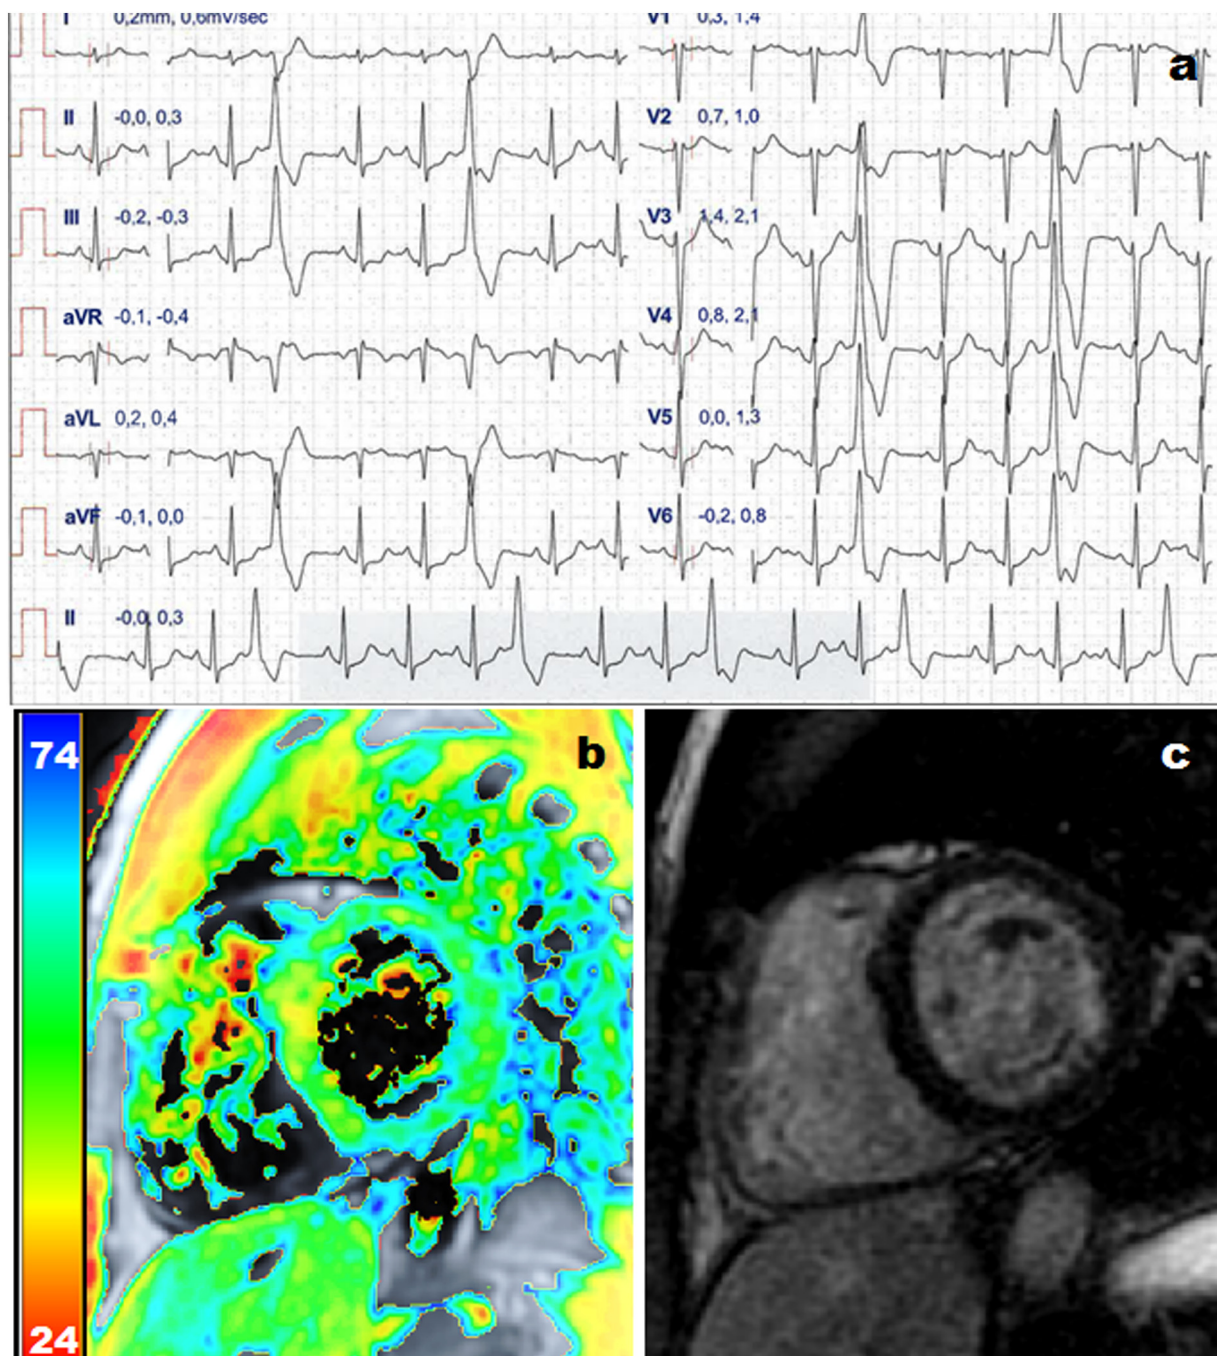 I 0,2mm, 0,6mV/sec
V1 0,3, 1,4
a
II -0,0, 0,3
V2 0,7, 1,0
III -0,2, -0,3
V3 1,4, 2,1
aVR -0,1, -0,4
V4 0,8, 2,1
aVL 0,2, 0,4
V5 0,0, 1,3
aVF -0,1, 0,0
V6 -0,2, 0,8
II -0,0, 0,3
74
b
c
24